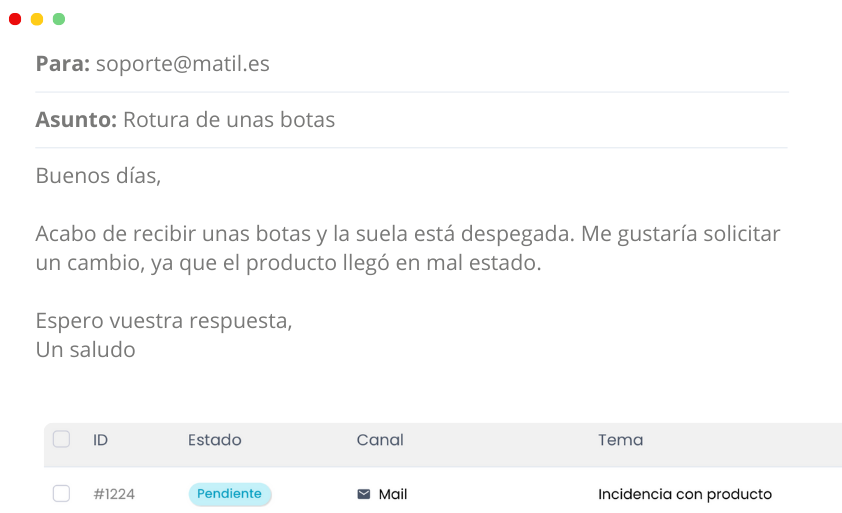 Para: soporte@matil.es
Asunto: Rotura de unas botas
Buenos días,
Acabo de recibir unas botas y la suela está despegada. Me gustaría solicitar
un cambio, ya que el producto llegó en mal estado.
Espero vuestra respuesta,
Un saludo
ID Estado Canal Tema
#1224 Pendiente Mail Incidencia con producto